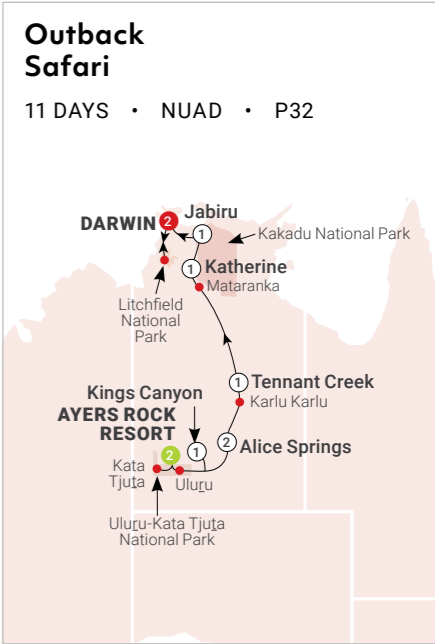 Outback
Safari
11 DAYS • NUAD • P32
DARWIN
2
Jabiru
1
Kakadu National Park
1
Katherine
Mataranka
Litchfield
National
Park
1
Tennant Creek
Karlu Karlu
Kings Canyon
AYERS ROCK
RESORT
2
1
2
Alice Springs
Kata
Tjuṯa
Uluṟu
Uluṟu-Kata Tjuṯa
National Park